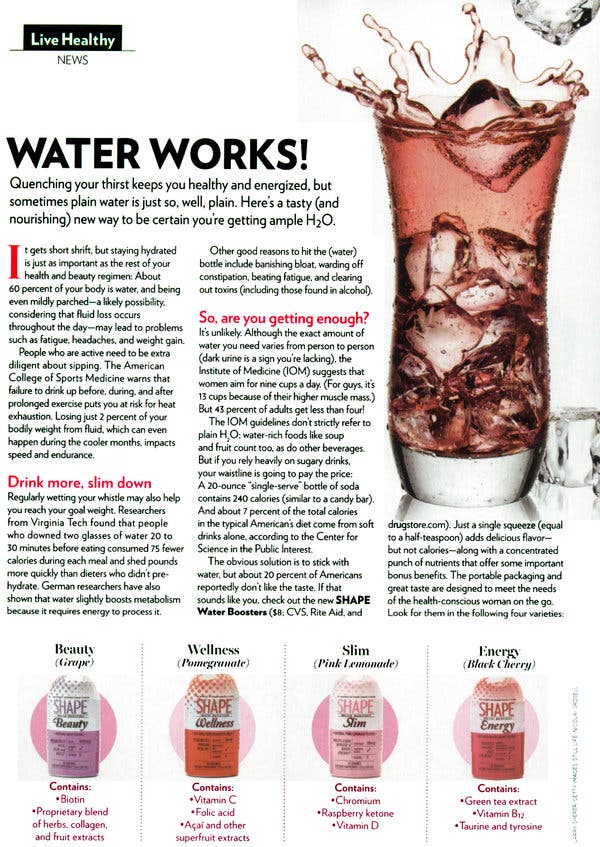 Live Healthy
NEWS
WATER WORKS!
Quenching your thirst keeps you healthy and energized, but
sometimes plain water is just so, well, plain. Here's a tasty (and
nourishing) new way to be certain you're getting ample H₂O.
It gets short shrift, but staying hydrated
is just as important as the rest of your
health and beauty regimen: About
60 percent of your body is water, and being
even mildly parched—a likely possibility,
considering that fluid loss occurs
throughout the day—may lead to problems
such as fatigue, headaches, and weight gain.
People who are active need to be extra
diligent about sipping. The American
College of Sports Medicine warns that
failure to drink up before, during, and after
prolonged exercise puts you at risk for heat
exhaustion. Losing just 2 percent of your
bodily weight from fluid, which can even
happen during the cooler months, impacts
speed and endurance.
Drink more, slim down
Regularly wetting your whistle may also help
you reach your goal weight. Researchers
from Virginia Tech found that people
who downed two glasses of water 20 to
30 minutes before eating consumed 75 fewer
calories during each meal and shed pounds
more quickly than dieters who didn't pre-
hydrate. German researchers have also
shown that water slightly boosts metabolism
because it requires energy to process it.
Other good reasons to hit the (water)
bottle include banishing bloat, warding off
constipation, beating fatigue, and clearing
out toxins (including those found in alcohol).
So, are you getting enough?
It's unlikely. Although the exact amount of
water you need varies from person to person
(dark urine is a sign you're lacking), the
Institute of Medicine (IOM) suggests that
women aim for nine cups a day. (For guys, it's
13 cups because of their higher muscle mass.)
But 43 percent of adults get less than four!
The IOM guidelines don't strictly refer to
plain H₂O; water-rich foods like soup
and fruit count too, as do other beverages.
But if you rely heavily on sugary drinks,
your waistline is going to pay the price:
A 20-ounce "single-serve" bottle of soda
contains 240 calories (similar to a candy bar).
And about 7 percent of the total calories
in the typical American's diet come from soft
drinks alone, according to the Center for
Science in the Public Interest.
The obvious solution is to stick with
water, but about 20 percent of Americans
reportedly don't like the taste. If that
sounds like you, check out the new SHAPE
Water Boosters ($8; CVS, Rite Aid, and
drugstore.com). Just a single squeeze (equal
to a half-teaspoon) adds delicious flavor—
but not calories—along with a concentrated
punch of nutrients that offer some important
bonus benefits. The portable packaging and
great taste are designed to meet the needs
of the health-conscious woman on the go.
Look for them in the following four varieties:
Beauty
(Grape)
SHAPE
WATER BOOSTERS
Beauty
Contains:
•Biotin
•Proprietary blend
of herbs, collagen,
and fruit extracts
Wellness
(Pomegranate)
SHAPE
WATER BOOSTERS
Wellness
Contains:
•Vitamin C
•Folic acid
•Açaí and other
superfruit extracts
Slim
(Pink Lemonade)
SHAPE
WATER BOOSTERS
Slim
Contains:
•Chromium
•Raspberry ketone
•Vitamin D
Energy
(Black Cherry)
SHAPE
WATER BOOSTERS
Energy
Contains:
•Green tea extract
•Vitamin B₁₂
•Taurine and tyrosine